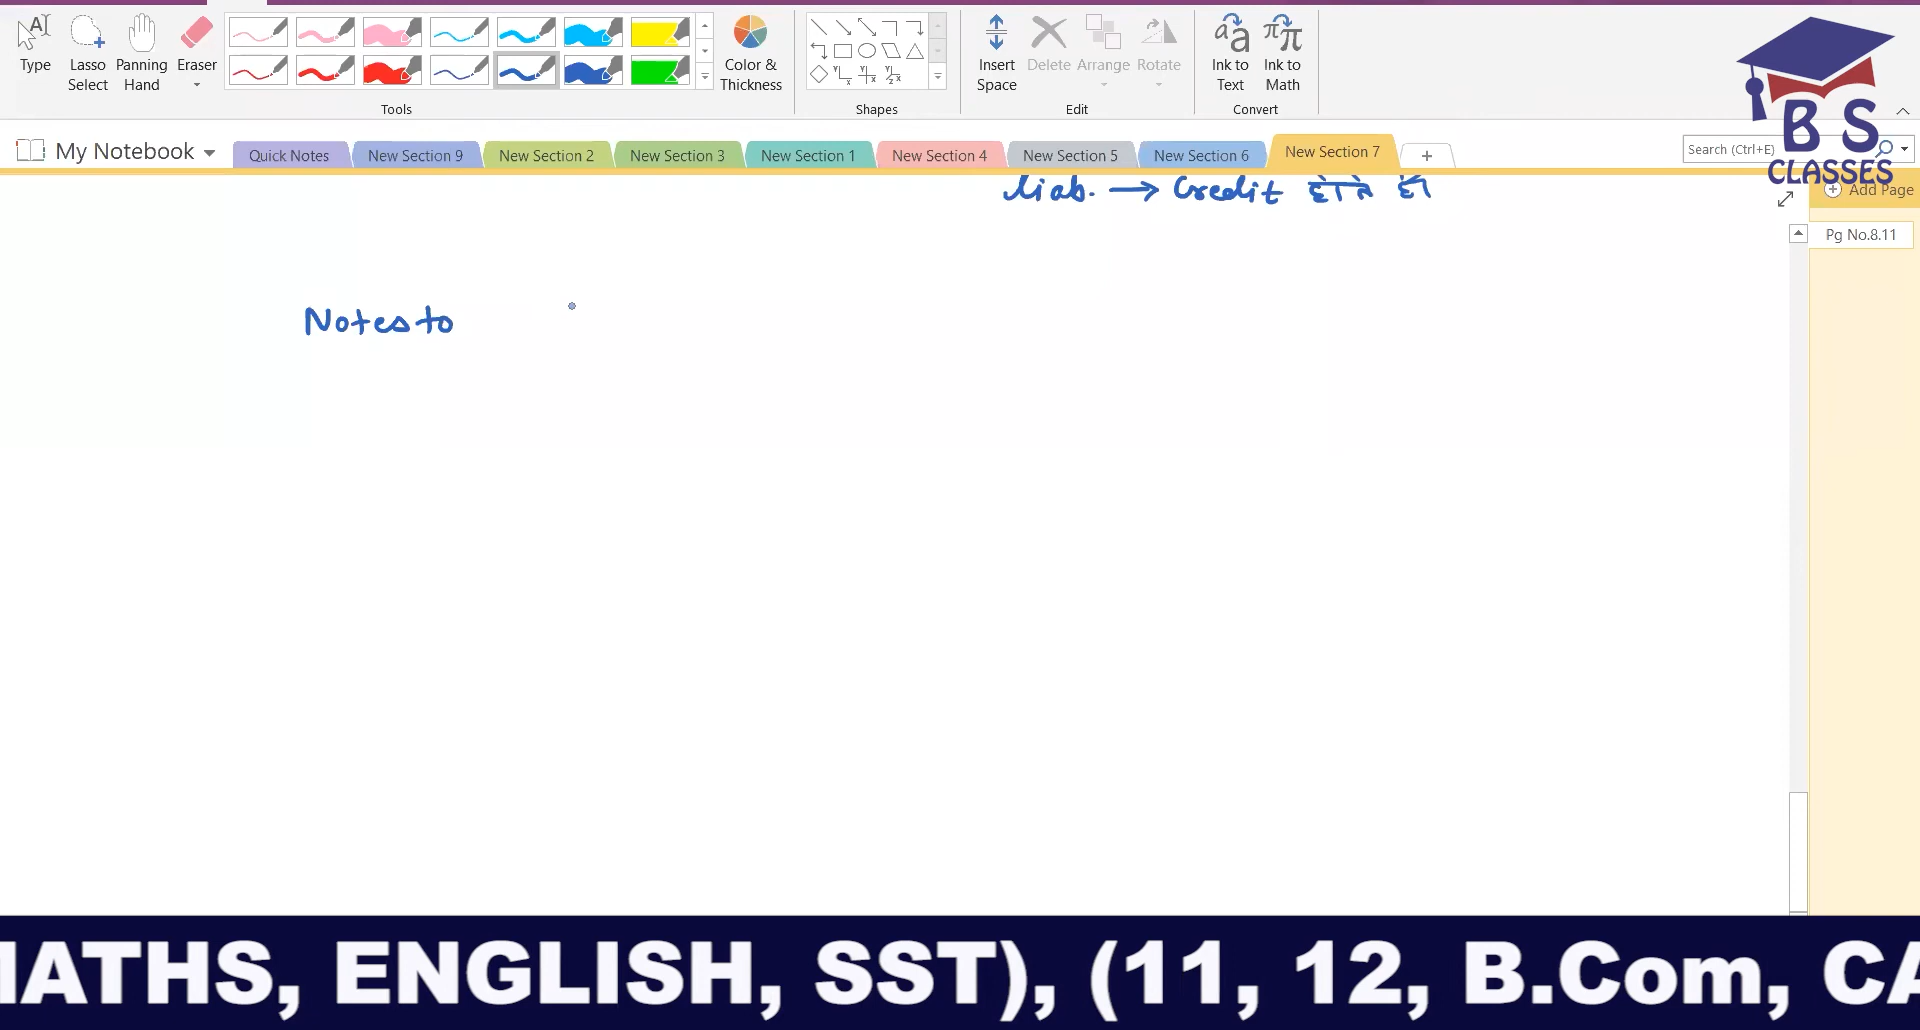 Type
Lasso Select
Panning Hand
Eraser
Color & Thickness
Insert Space
Delete
Arrange
Rotate
Ink to Text
Ink to Math
Tools
Shapes
Edit
Convert
B S
CLASSES
My Notebook
Quick Notes
New Section 9
New Section 2
New Section 3
New Section 1
New Section 4
New Section 5
New Section 6
New Section 7
Search (Ctrl+E)
Add Page
Pg No.8.11
liab. → Credit
Notes to
MATHS, ENGLISH, SST), (11, 12, B.Com, CA